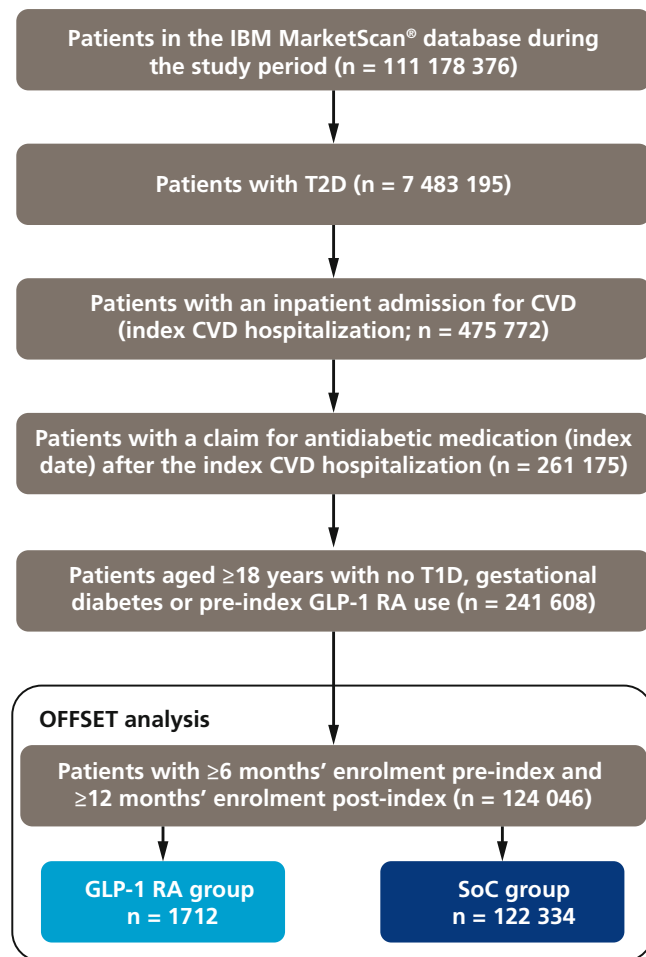 Patients in the IBM MarketScan® database during
the study period (n = 111 178 376)
Patients with T2D (n = 7 483 195)
Patients with an inpatient admission for CVD
(index CVD hospitalization; n = 475 772)
Patients with a claim for antidiabetic medication (index
date) after the index CVD hospitalization (n = 261 175)
Patients aged ≥18 years with no T1D, gestational
diabetes or pre-index GLP-1 RA use (n = 241 608)
OFFSET analysis
Patients with ≥6 months’ enrolment pre-index and
≥12 months’ enrolment post-index (n = 124 046)
GLP-1 RA group
n = 1712
SoC group
n = 122 334